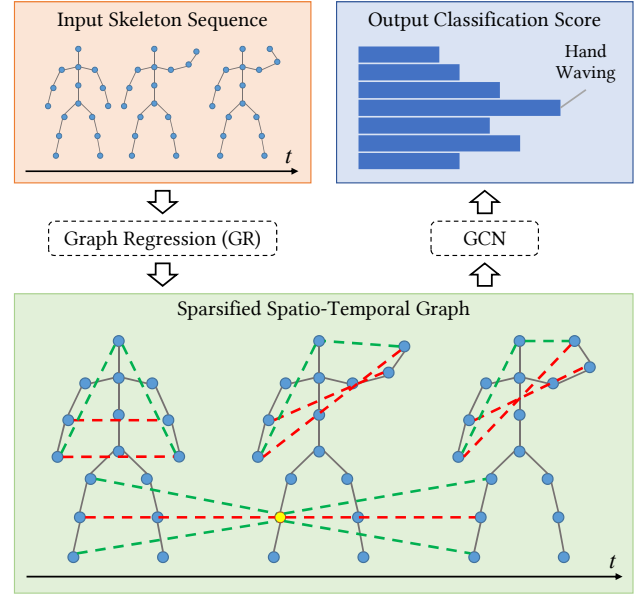 Input Skeleton Sequence
t
Output Classification Score
Hand
Waving
Graph Regression (GR)
GCN
Sparsified Spatio-Temporal Graph
t